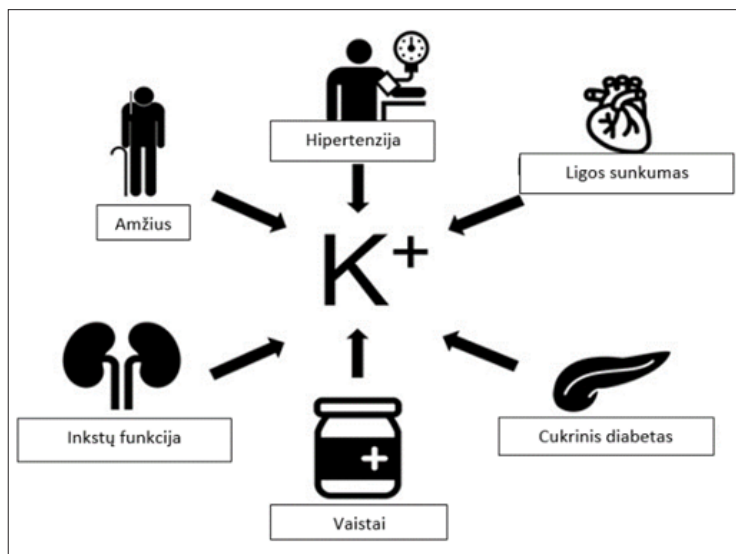 Hipertenzija
Ligos sunkumas
Amžius
K+
Inkstų funkcija
Cukrinis diabetas
Vaistai